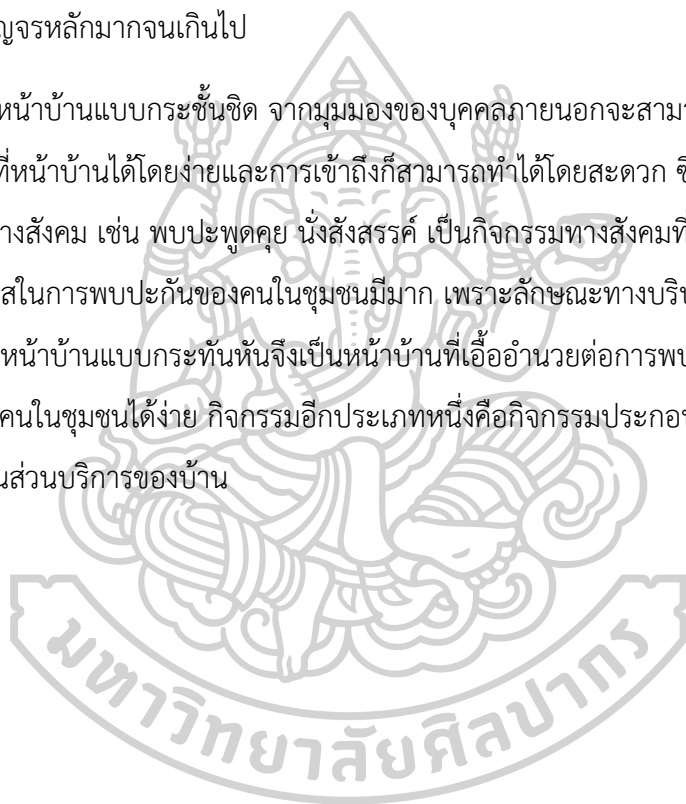 ญจรหลักมากจนเกินไป
หน้าบ้านแบบกระชั้นชิด จากมุมมองของบุคคลภายนอกจะสามา
ที่หน้าบ้านได้โดยง่ายและการเข้าถึงก็สามารถทำได้โดยสะดวก ซึ
างสังคม เช่น พบปะพูดคุย นั่งสังสรรค์ เป็นกิจกรรมทางสังคมที
สในการพบปะกันของคนในชุมชนมีมาก เพราะลักษณะทางบริบ
หน้าบ้านแบบกระทันหันจึงเป็นหน้าบ้านที่เอื้ออำนวยต่อการพบ
คนในชุมชนได้ง่าย กิจกรรมอีกประเภทหนึ่งคือกิจกรรมประกอบ
นส่วนบริการของบ้าน
มหาวิทยาลัยศิลปากร